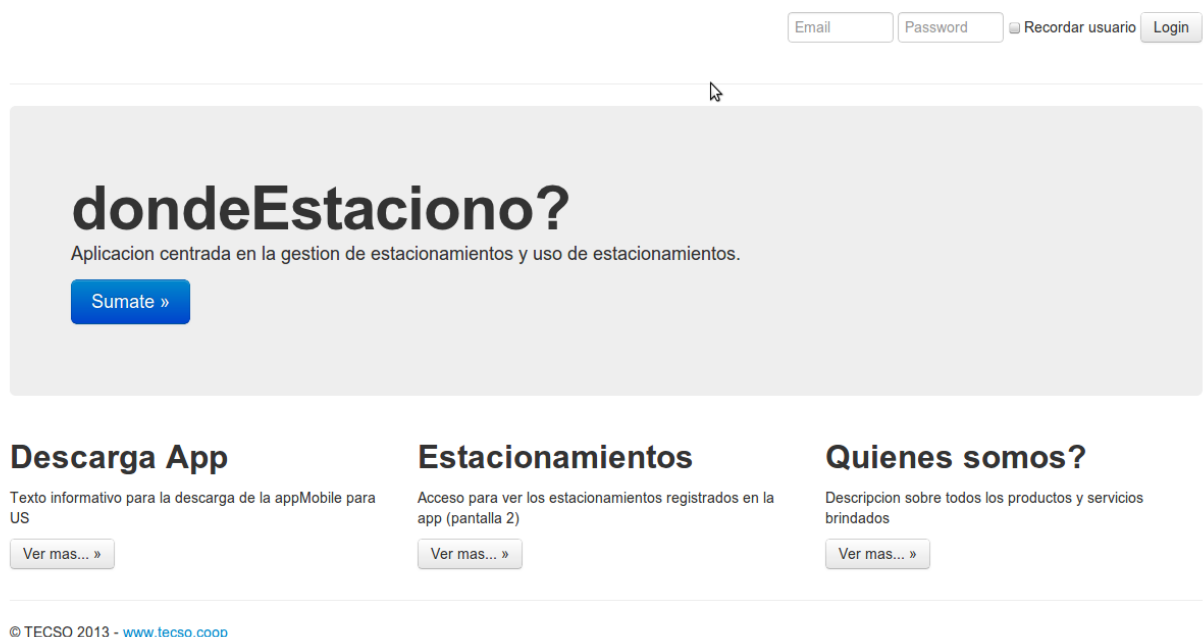 Email Password Recordar usuario Login
dondeEstaciono?
Aplicacion centrada en la gestion de estacionamientos y uso de estacionamientos.
Sumate »
Descarga App
Texto informativo para la descarga de la appMobile para
US
Ver mas... »
Estacionamientos
Acceso para ver los estacionamientos registrados en la
app (pantalla 2)
Ver mas... »
Quienes somos?
Descripcion sobre todos los productos y servicios
brindados
Ver mas... »
© TECSO 2013 - www.tecso.coop